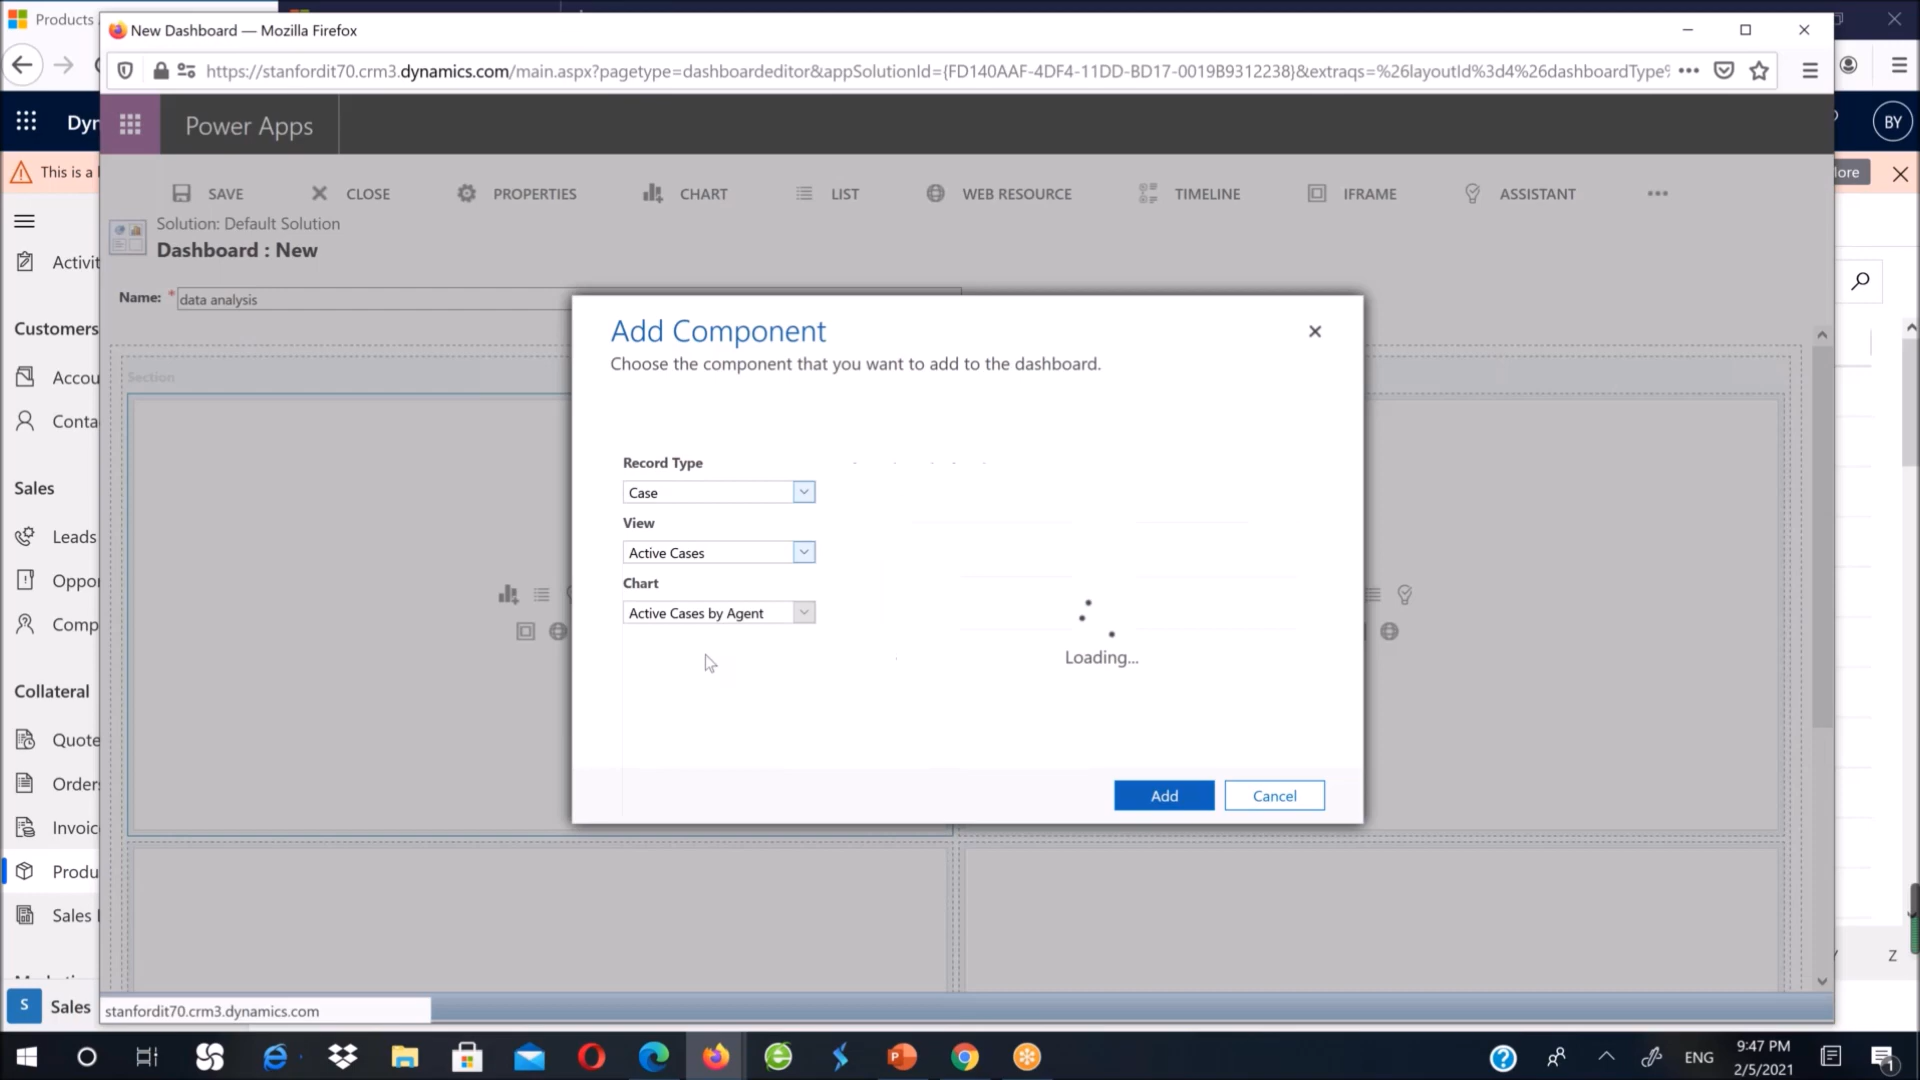 Products
New Dashboard — Mozilla Firefox
https://stanfordit70.crm3.dynamics.com/main.aspx?pagetype=dashboardeditor&appSolutionId={FD140AAF-4DF4-11DD-BD17-0019B9312238}&extraqs=%26layoutId%3d4%26dashboardType%
Dyn
Power Apps
BY
This is a
SAVE
CLOSE
PROPERTIES
CHART
LIST
WEB RESOURCE
TIMELINE
IFRAME
ASSISTANT
lore
Solution: Default Solution
Dashboard : New
Activit
Name: * data analysis
Customers
Add Component
Choose the component that you want to add to the dashboard.
Section
Accou
Conta
Record Type
Case
Sales
View
Leads
Active Cases
Oppor
Chart
Active Cases by Agent
Comp
Loading...
Collateral
Quote
Order
Add
Cancel
Invoic
Produ
Sales
Z
S
Sales
stanfordit70.crm3.dynamics.com
ENG
9:47 PM
2/5/2021
1